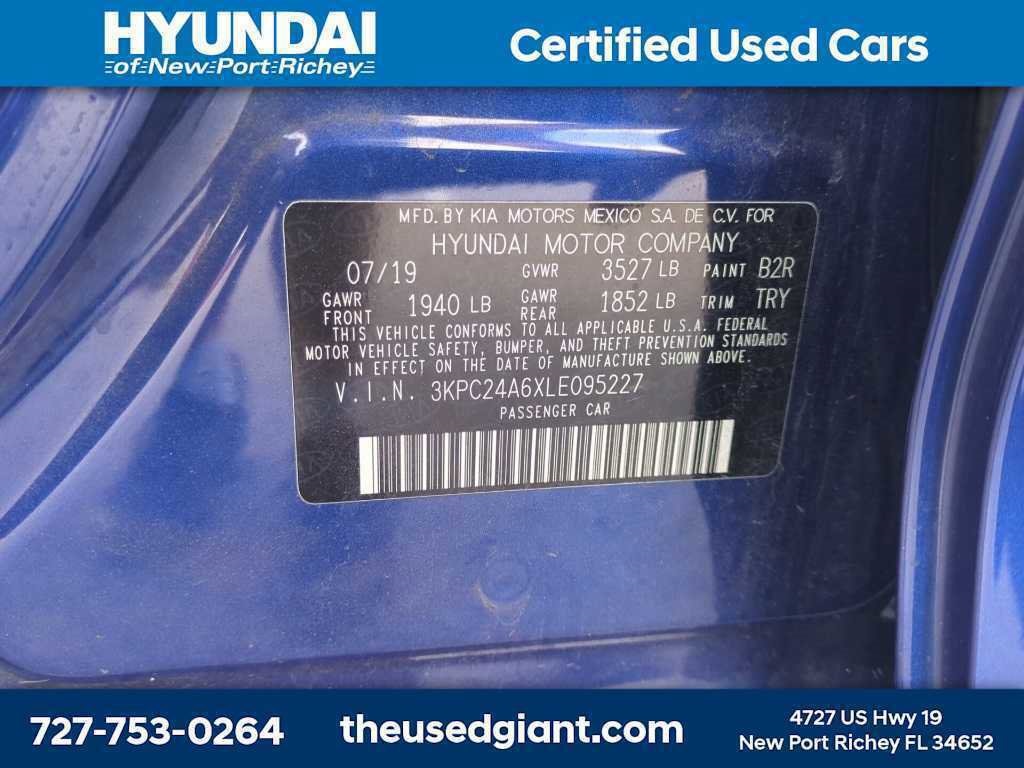 HYUNDAI
of New Port Richey
Certified Used Cars
MFD. BY KIA MOTORS MEXICO S.A. DE C.V. FOR
HYUNDAI MOTOR COMPANY
07/19 GVWR 3527 LB PAINT B2R
GAWR FRONT 1940 LB GAWR REAR 1852 LB TRIM TRY
THIS VEHICLE CONFORMS TO ALL APPLICABLE U.S.A. FEDERAL
MOTOR VEHICLE SAFETY, BUMPER, AND THEFT PREVENTION STANDARDS
IN EFFECT ON THE DATE OF MANUFACTURE SHOWN ABOVE.
V.I.N. 3KPC24A6XLE095227
PASSENGER CAR
727-753-0264
theusedgiant.com
4727 US Hwy 19
New Port Richey FL 34652